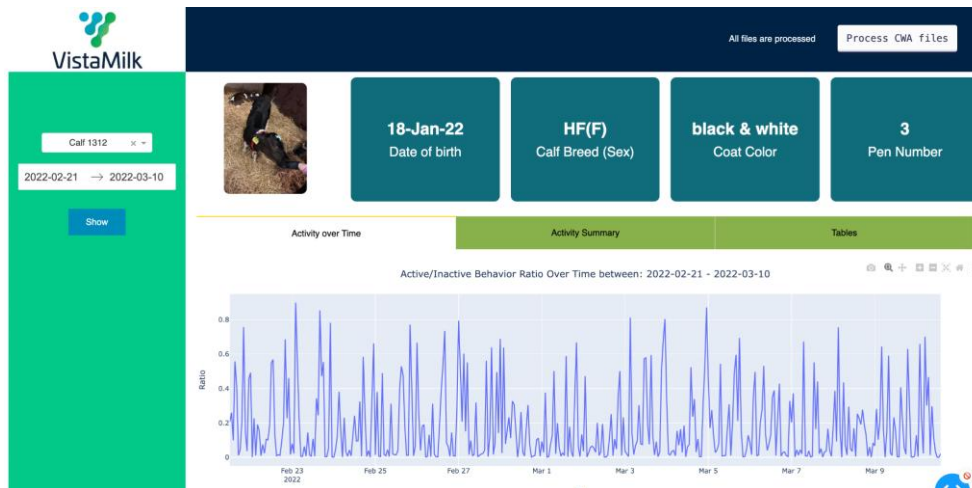 VistaMilk
All files are processed
Process CWA files
Calf 1312
2022-02-21 → 2022-03-10
Show
18-Jan-22
Date of birth
HF(F)
Calf Breed (Sex)
black & white
Coat Color
3
Pen Number
Activity over Time
Activity Summary
Tables
Active/Inactive Behavior Ratio Over Time between: 2022-02-21 - 2022-03-10
Ratio
0.8
0.6
0.4
0.2
0
Feb 23
2022
Feb 25
Feb 27
Mar 1
Mar 3
Mar 5
Mar 7
Mar 9